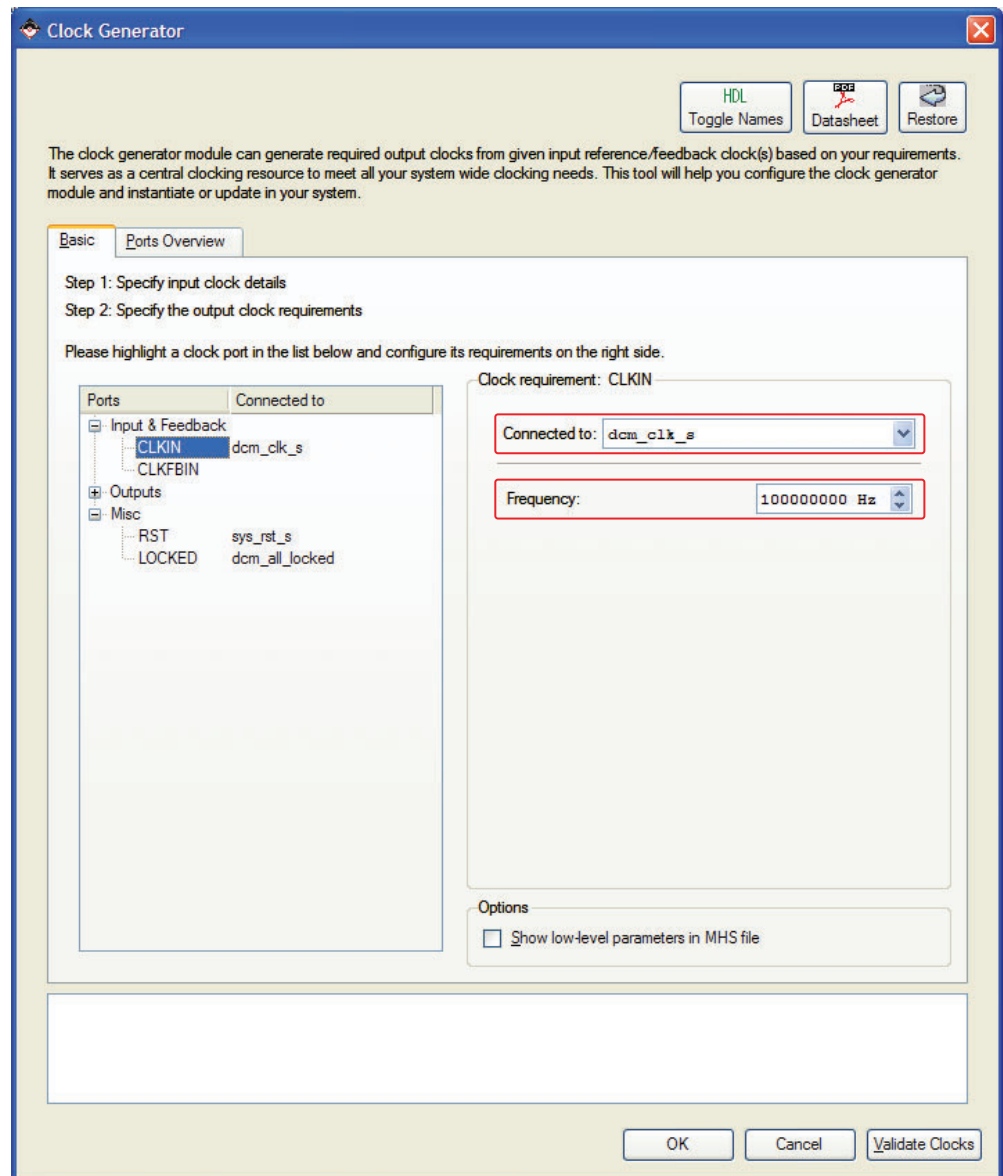 Clock Generator
HDL
Toggle Names
PDF
Datasheet
Restore
The clock generator module can generate required output clocks from given input reference/feedback clock(s) based on your requirements.
It serves as a central clocking resource to meet all your system wide clocking needs. This tool will help you configure the clock generator
module and instantiate or update in your system.
Basic Ports Overview
Step 1: Specify input clock details
Step 2: Specify the output clock requirements
Please highlight a clock port in the list below and configure its requirements on the right side.
Ports Connected to
Input & Feedback
CLKIN dcm_clk_s
CLKFBIN
Outputs
Misc
RST sys_rst_s
LOCKED dcm_all_locked
Clock requirement: CLKIN
Connected to: dcm_clk_s
Frequency: 100000000 Hz
Options
Show low-level parameters in MHS file
OK Cancel Validate Clocks